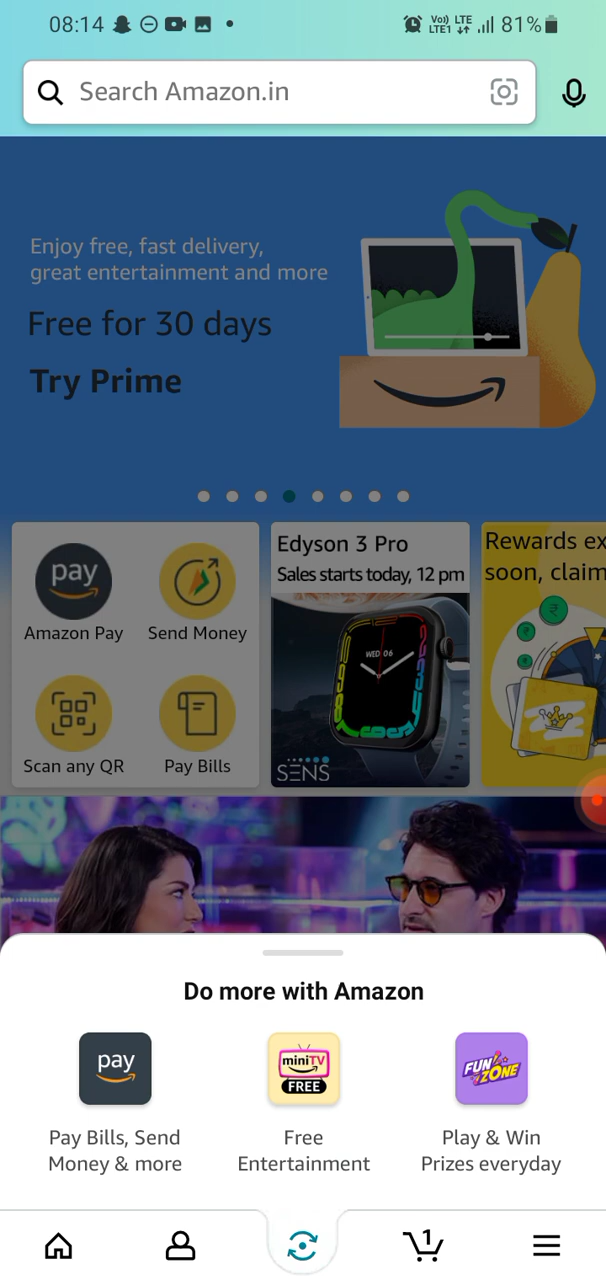 08:14
Vo)) LTE
LTE1
81%
Search Amazon.in
Enjoy free, fast delivery,
great entertainment and more
Free for 30 days
Try Prime
pay
Amazon Pay
Send Money
Scan any QR
Pay Bills
Edyson 3 Pro
Sales starts today, 12 pm
WED 06
SENS
Rewards ex
soon, claim
Do more with Amazon
pay
miniTV
FREE
FUN ZONE
Pay Bills, Send
Money & more
Free
Entertainment
Play & Win
Prizes everyday
1